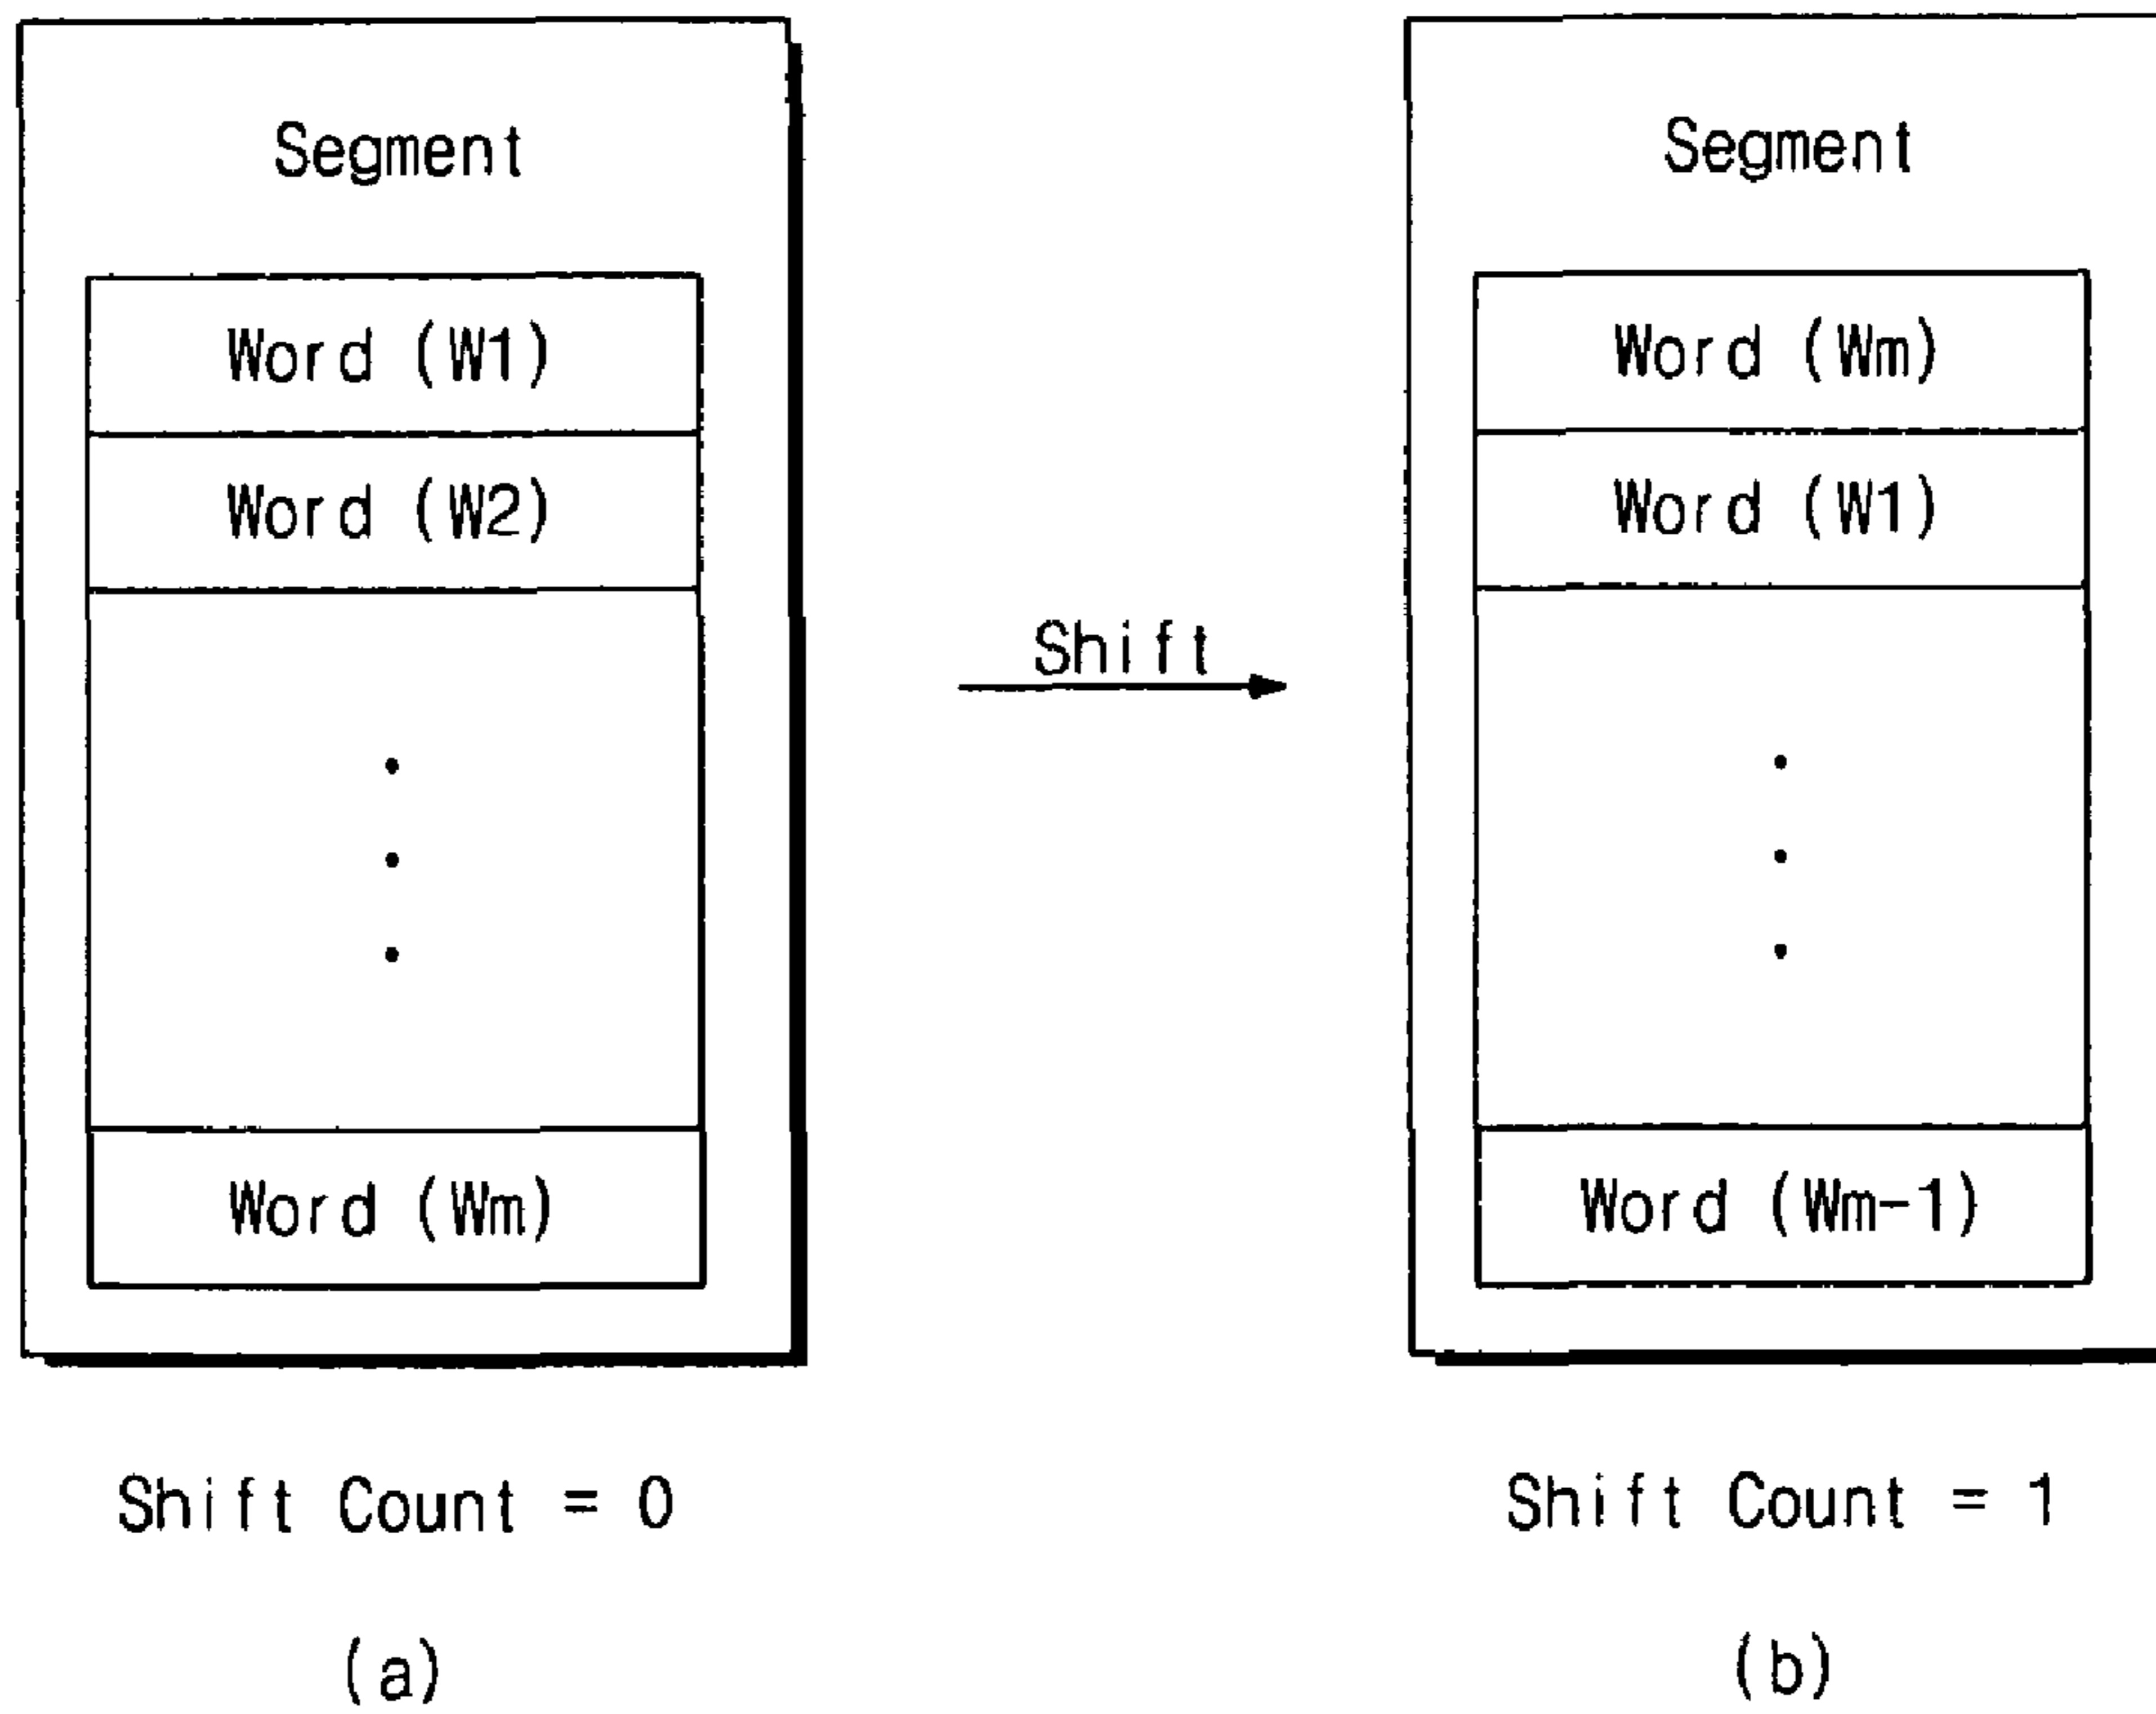 Segment
Word (W1)
Word (W2)
Word (Wm)
Shift Count = 0
(a)
Shift
Segment
Word (Wm)
Word (W1)
Word (Wm-1)
Shift Count = 1
(b)